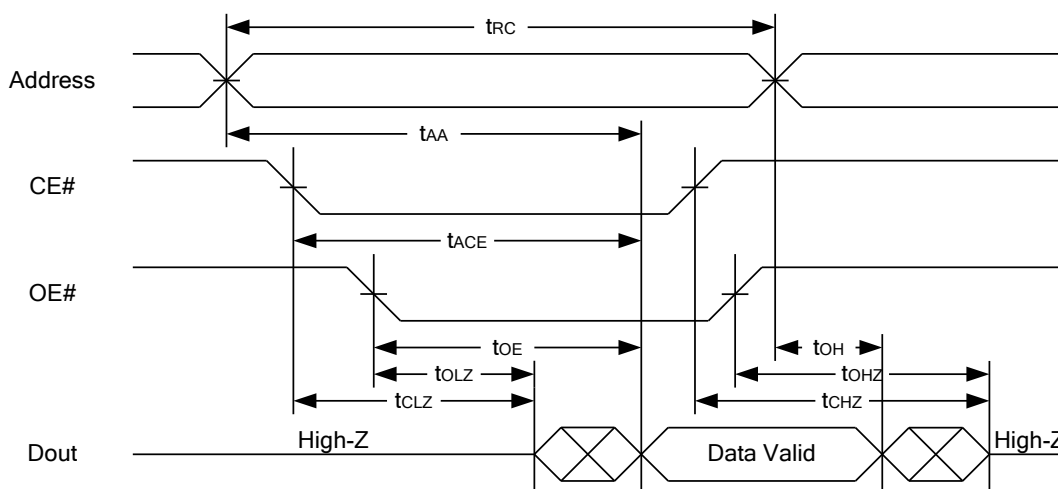 tRC
Address
tAA
CE#
tACE
OE#
tOE
tOH
tOLZ
tOHZ
tCLZ
tCHZ
High-Z
High-Z
Dout
Data Valid